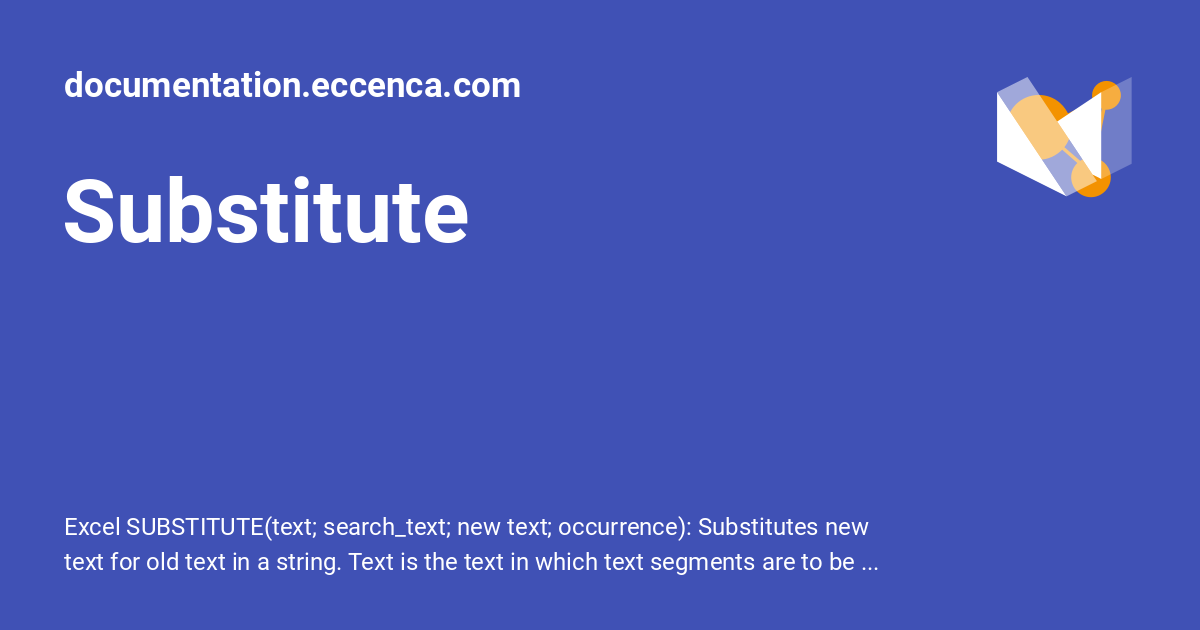 documentation.eccenca.com
Substitute
Excel SUBSTITUTE(text; search_text; new text; occurrence): Substitutes new
text for old text in a string. Text is the text in which text segments are to be ...